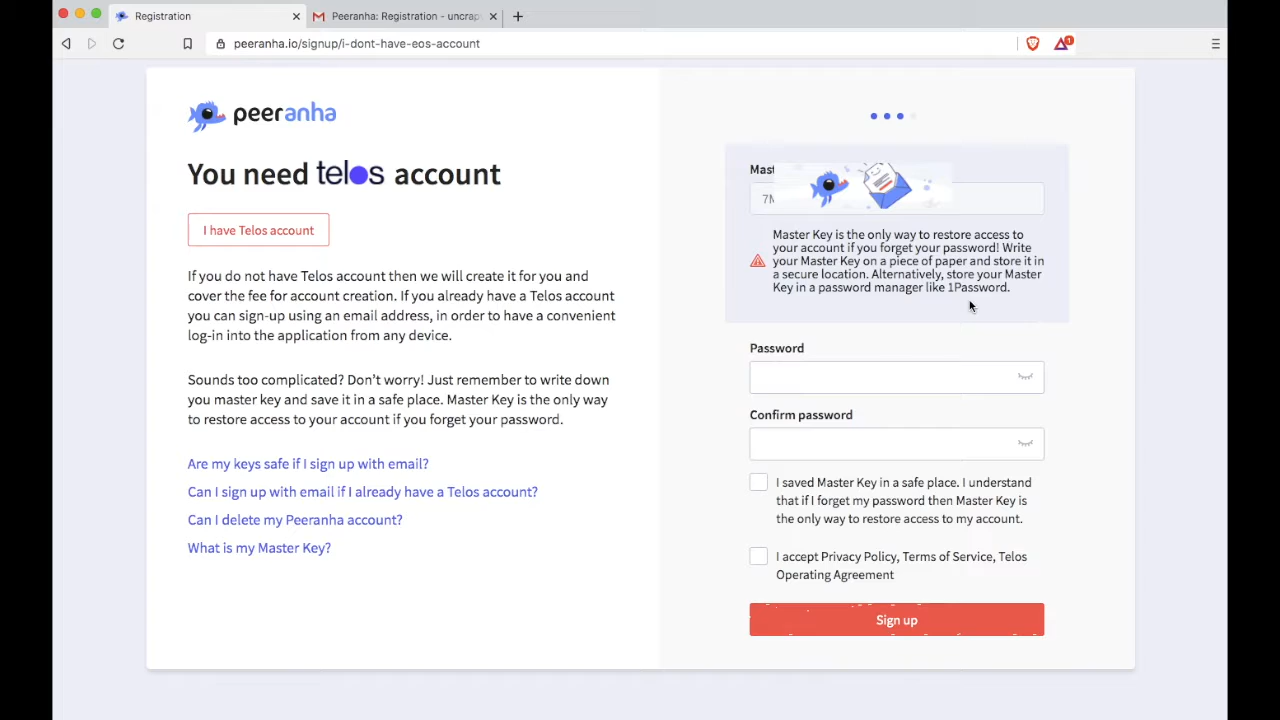 Registration
Peeranha: Registration - uncrap
peeranha.io/signup/i-dont-have-eos-account
1
peeranha
You need telos account
I have Telos account
If you do not have Telos account then we will create it for you and
cover the fee for account creation. If you already have a Telos account
you can sign-up using an email address, in order to have a convenient
log-in into the application from any device.
Sounds too complicated? Don't worry! Just remember to write down
you master key and save it in a safe place. Master Key is the only way
to restore access to your account if you forget your password.
Are my keys safe if I sign up with email?
Can I sign up with email if I already have a Telos account?
Can I delete my Peeranha account?
What is my Master Key?
Mast
Master Key is the only way to restore access to
your account if you forget your password! Write
your Master Key on a piece of paper and store it in
a secure location. Alternatively, store your Master
Key in a password manager like 1Password.
Password
Confirm password
I saved Master Key in a safe place. I understand
that if I forget my password then Master Key is
the only way to restore access to my account.
I accept Privacy Policy, Terms of Service, Telos
Operating Agreement
Sign up